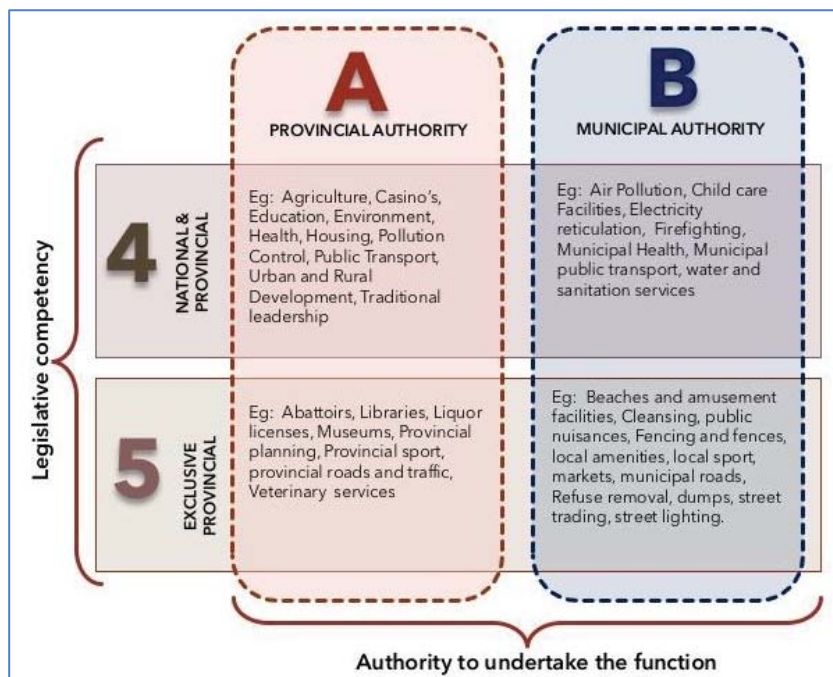 A
PROVINCIAL AUTHORITY
B
MUNICIPAL AUTHORITY
Legislative competency
4
NATIONAL &
PROVINCIAL
Eg: Agriculture, Casino's,
Education, Environment,
Health, Housing, Pollution
Control, Public Transport,
Urban and Rural
Development, Traditional
leadership
Eg: Air Pollution, Child care
Facilities, Electricity
reticulation, Firefighting,
Municipal Health, Municipal
public transport, water and
sanitation services
5
EXCLUSIVE
PROVINCIAL
Eg: Abattoirs, Libraries, Liquor
licenses, Museums, Provincial
planning, Provincial sport,
provincial roads and traffic,
Veterinary services
Eg: Beaches and amusement
facilities, Cleansing, public
nuisances, Fencing and fences,
local amenities, local sport,
markets, municipal roads,
Refuse removal, dumps, street
trading, street lighting.
Authority to undertake the function